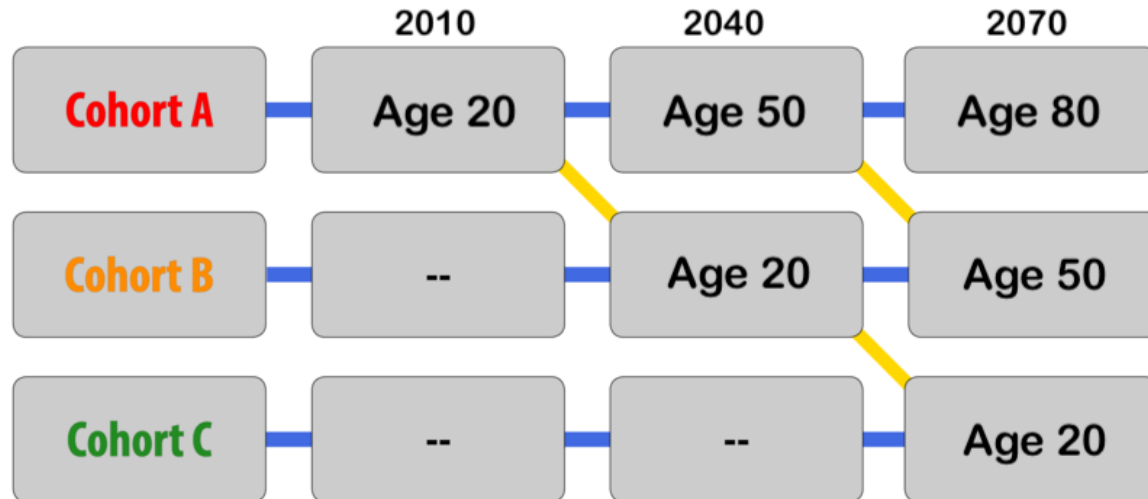 2010 2040 2070
Cohort A Age 20 Age 50 Age 80
Cohort B -- Age 20 Age 50
Cohort C -- -- Age 20